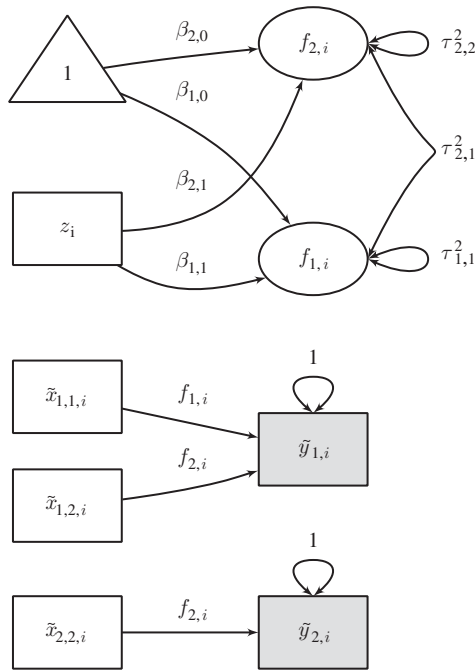 β₂,₀
f₂,ᵢ
τ²₂,₂
1
β₁,₀
β₂,₁
τ²₂,₁
zᵢ
β₁,₁
f₁,ᵢ
τ²₁,₁
1
x̃₁,₁,ᵢ
f₁,ᵢ
ỹ₁,ᵢ
f₂,ᵢ
x̃₁,₂,ᵢ
1
x̃₂,₂,ᵢ
f₂,ᵢ
ỹ₂,ᵢ